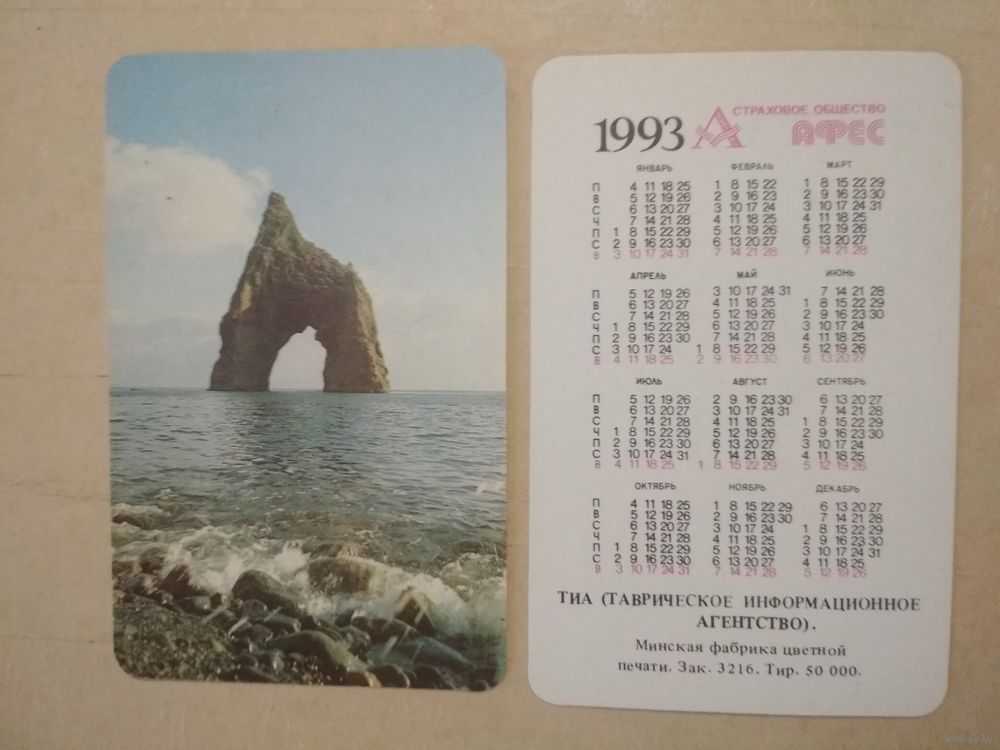 1993 АСТРАХОВОЕ ОБЩЕСТВО
АФЕС
ЯНВАРЬ ФЕВРАЛЬ МАРТ
П 4 11 18 25 1 8 15 22 1 8 15 22 29
В 5 12 19 26 2 9 16 23 2 9 16 23 30
С 6 13 20 27 3 10 17 24 3 10 17 24 31
Ч 7 14 21 28 4 11 18 25 4 11 18 25
П 1 8 15 22 29 5 12 19 26 5 12 19 26
С 2 9 16 23 30 6 13 20 27 6 13 20 27
В 3 10 17 24 31 7 14 21 28 7 14 21 28
АПРЕЛЬ МАЙ ИЮНЬ
П 5 12 19 26 3 10 17 24 31 7 14 21 28
В 6 13 20 27 4 11 18 25 1 8 15 22 29
С 7 14 21 28 5 12 19 26 2 9 16 23 30
Ч 1 8 15 22 29 6 13 20 27 3 10 17 24
П 2 9 16 23 30 7 14 21 28 4 11 18 25
С 3 10 17 24 1 8 15 22 29 5 12 19 26
В 4 11 18 25 2 9 16 23 30 6 13 20 27
ИЮЛЬ АВГУСТ СЕНТЯБРЬ
П 5 12 19 26 2 9 16 23 30 6 13 20 27
В 6 13 20 27 3 10 17 24 31 7 14 21 28
С 7 14 21 28 4 11 18 25 1 8 15 22 29
Ч 1 8 15 22 29 5 12 19 26 2 9 16 23 30
П 2 9 16 23 30 6 13 20 27 3 10 17 24
С 3 10 17 24 31 7 14 21 28 4 11 18 25
В 4 11 18 25 1 8 15 22 29 5 12 19 26
ОКТЯБРЬ НОЯБРЬ ДЕКАБРЬ
П 4 11 18 25 1 8 15 22 29 6 13 20 27
В 5 12 19 26 2 9 16 23 30 7 14 21 28
С 6 13 20 27 3 10 17 24 1 8 15 22 29
Ч 7 14 21 28 4 11 18 25 2 9 16 23 30
П 1 8 15 22 29 5 12 19 26 3 10 17 24 31
С 2 9 16 23 30 6 13 20 27 4 11 18 25
В 3 10 17 24 31 7 14 21 28 5 12 19 26
ТИА (ТАВРИЧЕСКОЕ ИНФОРМАЦИОННОЕ
АГЕНТСТВО).
Минская фабрика цветной
печати. Зак. 3216. Тир. 50 000.
www.ay.by